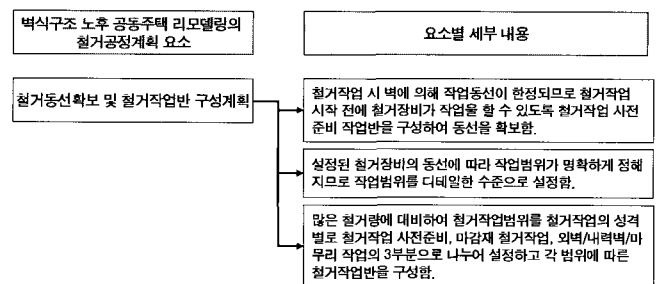 벽식구조 노후 공동주택 리모델링의
철거공정계획 요소
요소별 세부 내용
철거동선확보 및 철거작업반 구성계획
철거작업 시 벽에 의해 작업동선이 한정되므로 철거작업
시작 전에 철거장비가 작업울 할 수 있도록 철거작업 사전
준비 작업반을 구성하여 동선을 확보함.
설정된 철거장비의 동선에 따라 작업범위가 명확하게 정해
지므로 작업범위를 디테일한 수준으로 설정함.
많은 철거량에 대비하여 철거작업범위를 철거작업의 성격
별로 철거작업 사전준비, 마감재 철거작업, 외벽/내력벽/마
무리 작업의 3부분으로 나누어 설정하고 각 범위에 따른
철거작업반을 구성함.